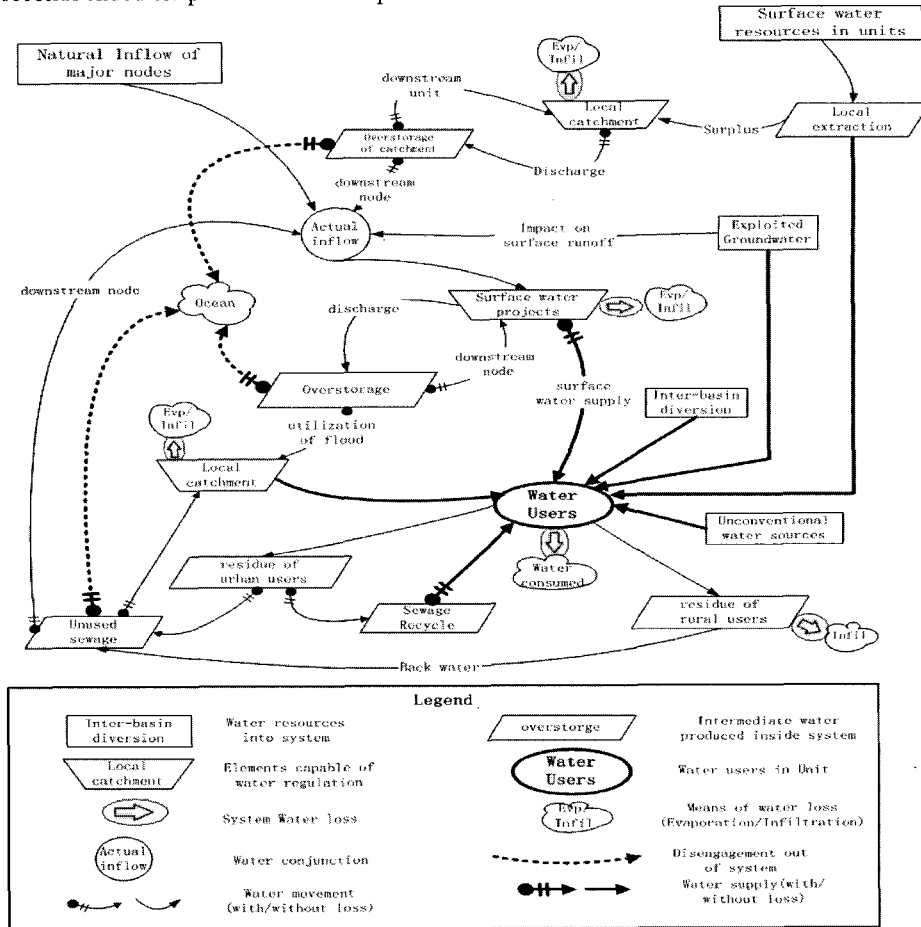 Natural Inflow of
major nodes
Evp/
Infil
Surface water
resources in units
downstream
unit
Local
catchment
Surplus
Local
extraction
Overstorage
of catchment
Discharge
downstream
node
Actual
inflow
Impact on
surface runoff
Exploited
Groundwater
downstream node
Ocean
discharge
Surface water
projects
Evp/
Infil
downstream
node
Overstorage
surface
water supply
Inter-basin
diversion
Evp/
Infil
utilization
of flood
Local
catchment
Water
Users
Unconventional
water sources
residue of
urban users
Water
consumed
Unused
sewage
Sewage
Recycle
residue of
rural users
Infil
Back water
Legend
Inter-basin
diversion
Water resources
into system
overstorge
Intermediate water
produced inside system
Local
catchment
Elements capable of
water regulation
Water
Users
Water users in Unit
System Water loss
Evp/
Infil
Means of water loss
(Evaporation/Infiltration)
Actual
inflow
Water conjunction
Disengagement out
of system
Water movement
(with/without loss)
Water supply(with/
without loss)